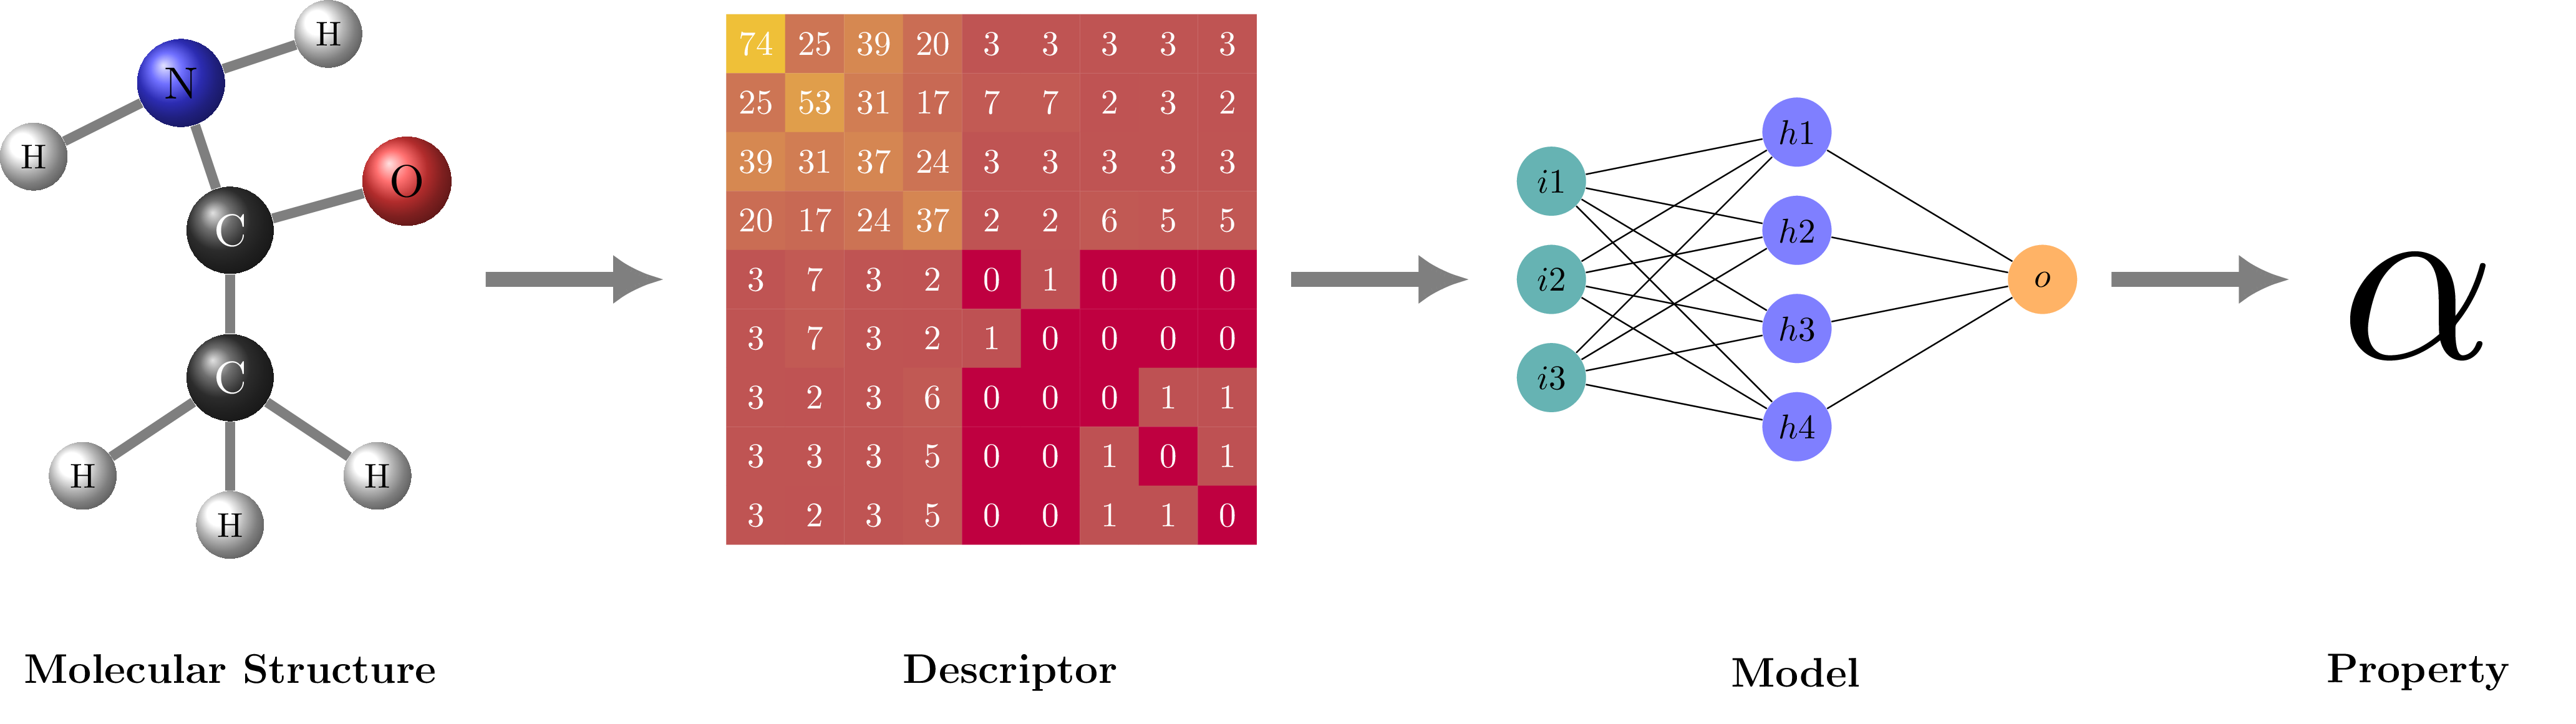 H
N
H
O
C
C
H
H
H
74 25 39 20 3 3 3 3 3
25 53 31 17 7 7 2 3 2
39 31 37 24 3 3 3 3 3
20 17 24 37 2 2 6 5 5
3 7 3 2 0 1 0 0 0
3 7 3 2 1 0 0 0 0
3 2 3 6 0 0 0 1 1
3 3 3 5 0 0 1 0 1
3 2 3 5 0 0 1 1 0
i1
i2
i3
h1
h2
h3
h4
o
α
Molecular Structure
Descriptor
Model
Property